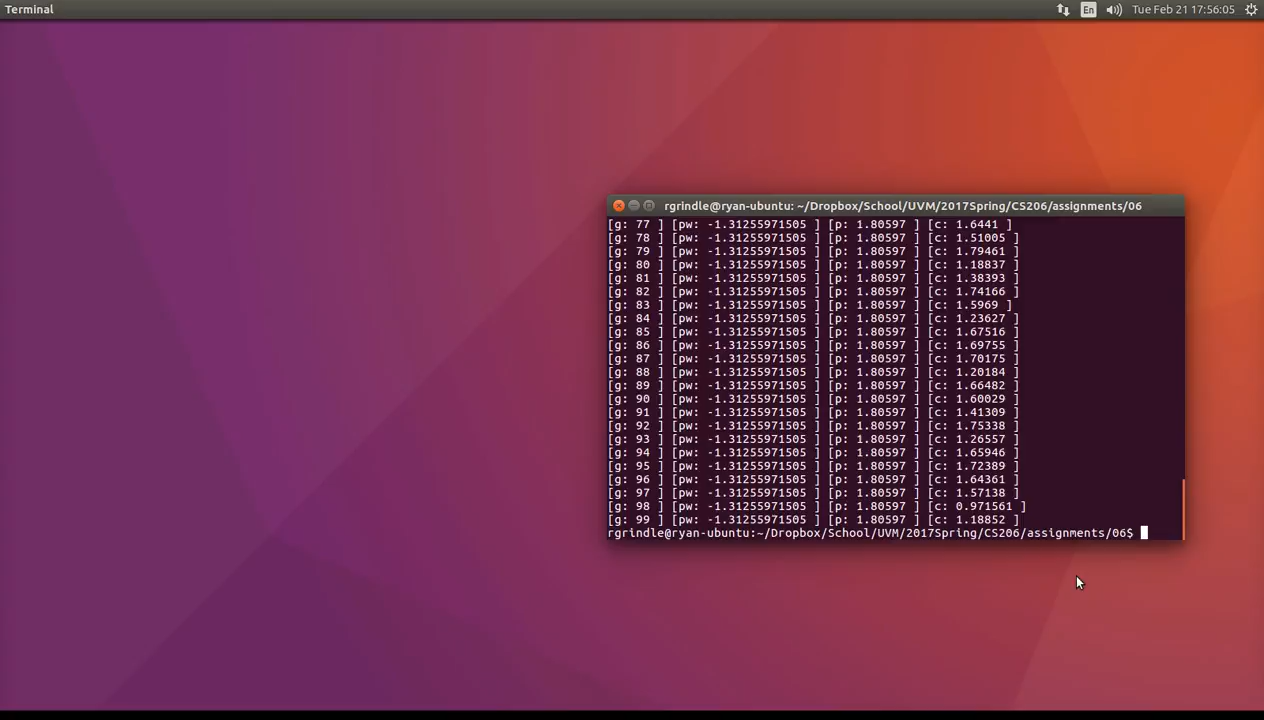 Terminal
En
Tue Feb 21 17:56:05
rgrindle@ryan-ubuntu: ~/Dropbox/School/UVM/2017Spring/CS206/assignments/06
[g: 77 ] [pw: -1.31255971505 ] [p: 1.80597 ] [c: 1.6441 ]
[g: 78 ] [pw: -1.31255971505 ] [p: 1.80597 ] [c: 1.51005 ]
[g: 79 ] [pw: -1.31255971505 ] [p: 1.80597 ] [c: 1.79461 ]
[g: 80 ] [pw: -1.31255971505 ] [p: 1.80597 ] [c: 1.18837 ]
[g: 81 ] [pw: -1.31255971505 ] [p: 1.80597 ] [c: 1.38393 ]
[g: 82 ] [pw: -1.31255971505 ] [p: 1.80597 ] [c: 1.74166 ]
[g: 83 ] [pw: -1.31255971505 ] [p: 1.80597 ] [c: 1.5969 ]
[g: 84 ] [pw: -1.31255971505 ] [p: 1.80597 ] [c: 1.23627 ]
[g: 85 ] [pw: -1.31255971505 ] [p: 1.80597 ] [c: 1.67516 ]
[g: 86 ] [pw: -1.31255971505 ] [p: 1.80597 ] [c: 1.69755 ]
[g: 87 ] [pw: -1.31255971505 ] [p: 1.80597 ] [c: 1.70175 ]
[g: 88 ] [pw: -1.31255971505 ] [p: 1.80597 ] [c: 1.20184 ]
[g: 89 ] [pw: -1.31255971505 ] [p: 1.80597 ] [c: 1.66482 ]
[g: 90 ] [pw: -1.31255971505 ] [p: 1.80597 ] [c: 1.60029 ]
[g: 91 ] [pw: -1.31255971505 ] [p: 1.80597 ] [c: 1.41309 ]
[g: 92 ] [pw: -1.31255971505 ] [p: 1.80597 ] [c: 1.75338 ]
[g: 93 ] [pw: -1.31255971505 ] [p: 1.80597 ] [c: 1.26557 ]
[g: 94 ] [pw: -1.31255971505 ] [p: 1.80597 ] [c: 1.65946 ]
[g: 95 ] [pw: -1.31255971505 ] [p: 1.80597 ] [c: 1.72389 ]
[g: 96 ] [pw: -1.31255971505 ] [p: 1.80597 ] [c: 1.64361 ]
[g: 97 ] [pw: -1.31255971505 ] [p: 1.80597 ] [c: 1.57138 ]
[g: 98 ] [pw: -1.31255971505 ] [p: 1.80597 ] [c: 0.971561 ]
[g: 99 ] [pw: -1.31255971505 ] [p: 1.80597 ] [c: 1.18852 ]
rgrindle@ryan-ubuntu:~/Dropbox/School/UVM/2017Spring/CS206/assignments/06$